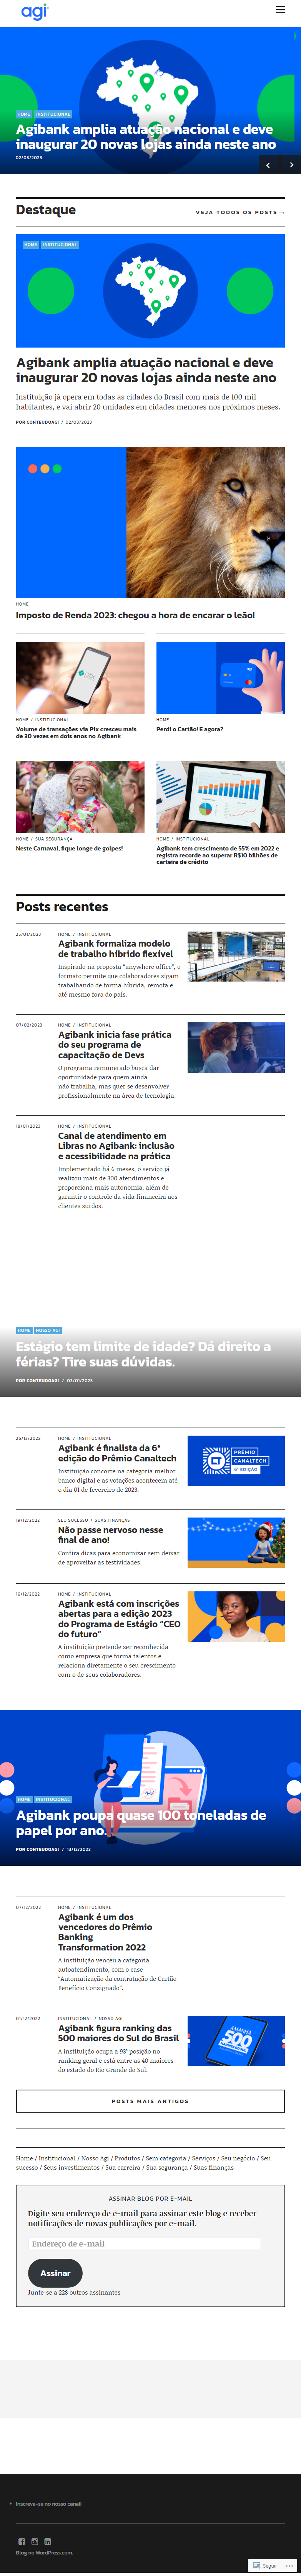 agi
HOME INSTITUCIONAL
Agibank amplia atuação nacional e deve
inaugurar 20 novas lojas ainda neste ano
02/03/2023
Destaque
VEJA TODOS OS POSTS →
HOME INSTITUCIONAL
Agibank amplia atuação nacional e deve
inaugurar 20 novas lojas ainda neste ano
Instituição já opera em todas as cidades do Brasil com mais de 100 mil
habitantes, e vai abrir 20 unidades em cidades menores nos próximos meses.
POR CONTEUDOAGI / 02/03/2023
HOME
Imposto de Renda 2023: chegou a hora de encarar o leão!
HOME / INSTITUCIONAL
Volume de transações via Pix cresceu mais
de 30 vezes em dois anos no Agibank
HOME
Perdi o Cartão! E agora?
HOME / SUA SEGURANÇA
Neste Carnaval, fique longe de golpes!
HOME / INSTITUCIONAL
Agibank tem crescimento de 55% em 2022 e
registra recorde ao superar R$10 bilhões de
carteira de crédito
Posts recentes
25/01/2023
HOME / INSTITUCIONAL
Agibank formaliza modelo
de trabalho híbrido flexível
Inspirado na proposta “anywhere office”, o
formato permite que colaboradores sigam
trabalhando de forma híbrida, remota e
até mesmo fora do país.
07/02/2023
HOME / INSTITUCIONAL
Agibank inicia fase prática
do seu programa de
capacitação de Devs
O programa remunerado busca dar
oportunidade para quem ainda
não trabalha, mas quer se desenvolver
profissionalmente na área de tecnologia.
18/01/2023
HOME / INSTITUCIONAL
Canal de atendimento em
Libras no Agibank: inclusão
e acessibilidade na prática
Implementado há 6 meses, o serviço já
realizou mais de 300 atendimentos e
proporciona mais autonomia, além de
garantir o controle da vida financeira aos
clientes surdos.
HOME NOSSO AGI
Estágio tem limite de idade? Dá direito a
férias? Tire suas dúvidas.
POR CONTEUDOAGI / 03/01/2023
26/12/2022
HOME / INSTITUCIONAL
Agibank é finalista da 6ª
edição do Prêmio Canaltech
Instituição concorre na categoria melhor
banco digital e as votações acontecem até
o dia 01 de fevereiro de 2023.
PRÊMIO
CANALTECH
6ª EDIÇÃO
19/12/2022
SEU SUCESSO / SUAS FINANÇAS
Não passe nervoso nesse
final de ano!
Confira dicas para economizar sem deixar
de aproveitar as festividades.
16/12/2022
HOME / INSTITUCIONAL
Agibank está com inscrições
abertas para a edição 2023
do Programa de Estágio “CEO
do futuro”
A instituição pretende ser reconhecida
como empresa que forma talentos e
relaciona diretamente o seu crescimento
com o de seus colaboradores.
HOME INSTITUCIONAL
Agibank poupa quase 100 toneladas de
papel por ano.
POR CONTEUDOAGI / 13/12/2022
07/12/2022
HOME / INSTITUCIONAL
Agibank é um dos
vencedores do Prêmio
Banking
Transformation 2022
A instituição venceu a categoria
autoatendimento, com o case
“Automatização da contratação de Cartão
Benefício Consignado”.
01/12/2022
INSTITUCIONAL / NOSSO AGI
Agibank figura ranking das
500 maiores do Sul do Brasil
A instituição ocupa a 93ª posição no
ranking geral e está entre as 40 maiores
do estado do Rio Grande do Sul.
500
POSTS MAIS ANTIGOS
Home / Institucional / Nosso Agi / Produtos / Sem categoria / Serviços / Seu negócio / Seu
sucesso / Seus investimentos / Sua carreira / Sua segurança / Suas finanças
ASSINAR BLOG POR E-MAIL
Digite seu endereço de e-mail para assinar este blog e receber
notificações de novas publicações por e-mail.
Endereço de e-mail
Assinar
Junte-se a 228 outros assinantes
Inscreva-se no nosso canal!
Blog no WordPress.com.
Seguir